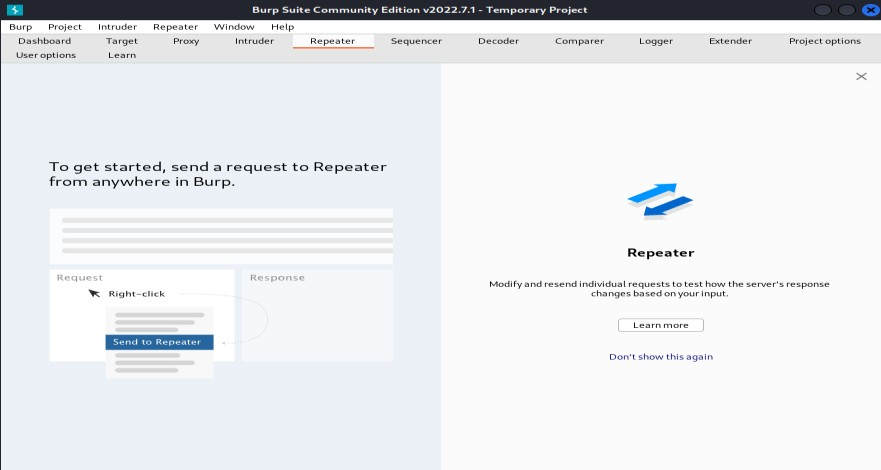 Burp Suite Community Edition v2022.7.1 - Temporary Project
Burp Project Intruder Repeater Window Help
Dashboard Target Proxy Intruder Repeater Sequencer Decoder Comparer Logger Extender Project options
User options Learn
To get started, send a request to Repeater
from anywhere in Burp.
Request Response
Right-click
Send to Repeater
Repeater
Modify and resend individual requests to test how the server's response
changes based on your input.
Learn more
Don't show this again